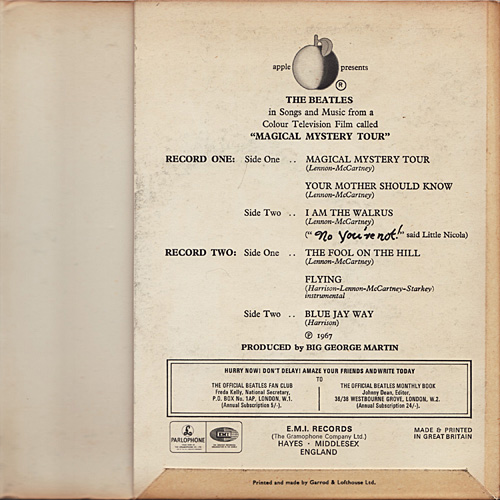 apple presents
®
THE BEATLES
in Songs and Music from a
Colour Television Film called
"MAGICAL MYSTERY TOUR"
RECORD ONE: Side One .. MAGICAL MYSTERY TOUR
(Lennon-McCartney)
YOUR MOTHER SHOULD KNOW
(Lennon-McCartney)
Side Two .. I AM THE WALRUS
(Lennon-McCartney)
("No You're not!" said Little Nicola)
RECORD TWO: Side One .. THE FOOL ON THE HILL
(Lennon-McCartney)
FLYING
(Harrison-Lennon-McCartney-Starkey)
instrumental
Side Two .. BLUE JAY WAY
(Harrison)
℗ 1967
PRODUCED by BIG GEORGE MARTIN
HURRY NOW! DON'T DELAY! AMAZE YOUR FRIENDS AND WRITE TODAY
TO
THE OFFICIAL BEATLES FAN CLUB
Freda Kelly, National Secretary,
P.O. BOX No. 1AP, LONDON, W.1.
(Annual Subscription 5/-).
THE OFFICIAL BEATLES MONTHLY BOOK
Johnny Dean, Editor,
36/38 WESTBOURNE GROVE, LONDON, W.2.
(Annual Subscription 24/-).
PARLOPHONE
EMI
E.M.I. RECORDS
(The Gramophone Company Ltd.)
HAYES · MIDDLESEX
ENGLAND
MADE & PRINTED
IN GREAT BRITAIN
Printed and made by Garrod & Lofthouse Ltd.